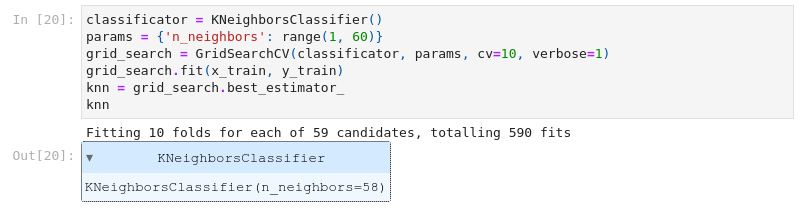 In [20]: classificator = KNeighborsClassifier()
params = {'n_neighbors': range(1, 60)}
grid_search = GridSearchCV(classificator, params, cv=10, verbose=1)
grid_search.fit(x_train, y_train)
knn = grid_search.best_estimator_
knn
Fitting 10 folds for each of 59 candidates, totalling 590 fits
Out[20]: ▼ KNeighborsClassifier
KNeighborsClassifier(n_neighbors=58)